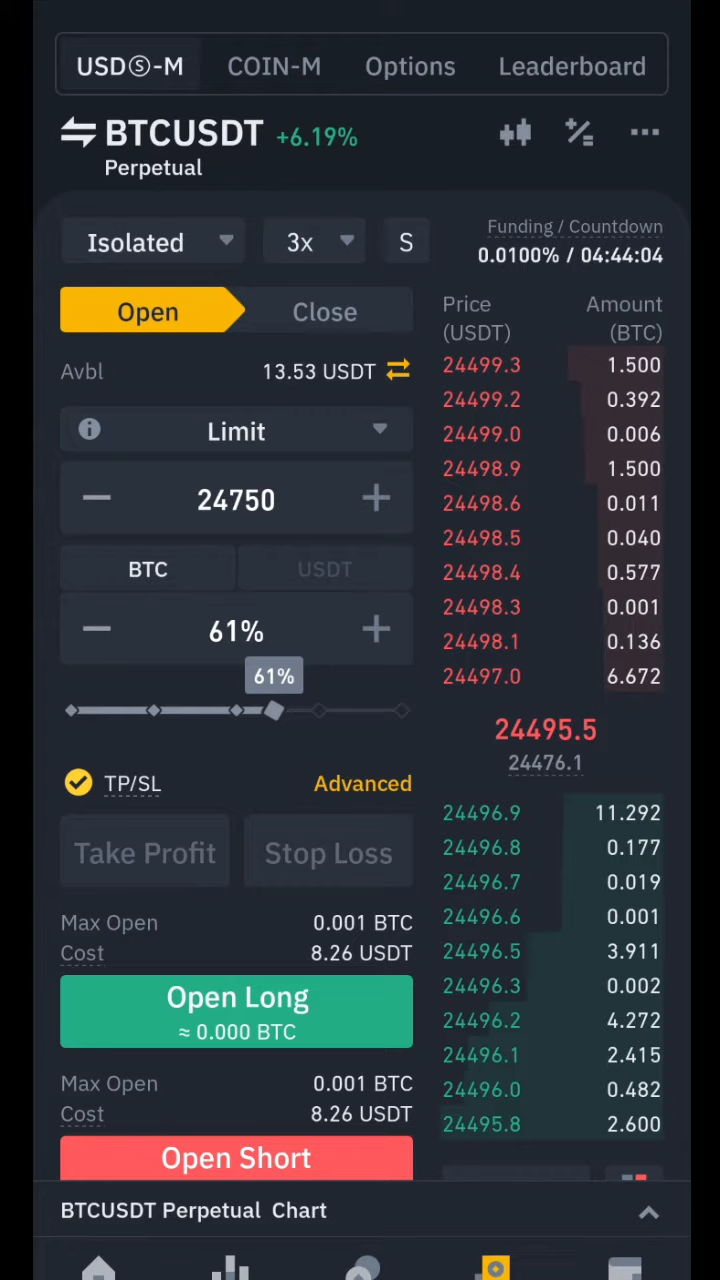 USDⓈ-M COIN-M Options Leaderboard
BTCUSDT +6.19%
Perpetual
Isolated 3x S
Funding / Countdown
0.0100% / 04:44:04
Open Close
Avbl 13.53 USDT
Limit
24750
BTC USDT
61%
61%
TP/SL Advanced
Take Profit Stop Loss
Max Open 0.001 BTC
Cost 8.26 USDT
Open Long
≈ 0.000 BTC
Max Open 0.001 BTC
Cost 8.26 USDT
Open Short
Price Amount
(USDT) (BTC)
24499.3 1.500
24499.2 0.392
24499.0 0.006
24498.9 1.500
24498.6 0.011
24498.5 0.040
24498.4 0.577
24498.3 0.001
24498.1 0.136
24497.0 6.672
24495.5
24476.1
24496.9 11.292
24496.8 0.177
24496.7 0.019
24496.6 0.001
24496.5 3.911
24496.3 0.002
24496.2 4.272
24496.1 2.415
24496.0 0.482
24495.8 2.600
BTCUSDT Perpetual Chart